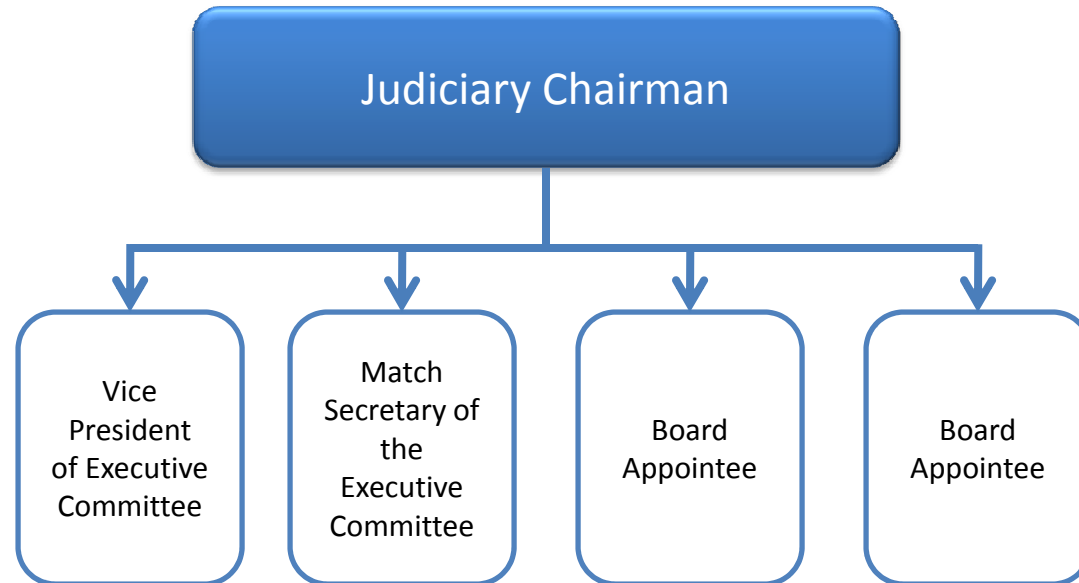 Judiciary Chairman
Vice
President
of Executive
Committee
Match
Secretary of
the
Executive
Committee
Board
Appointee
Board
Appointee